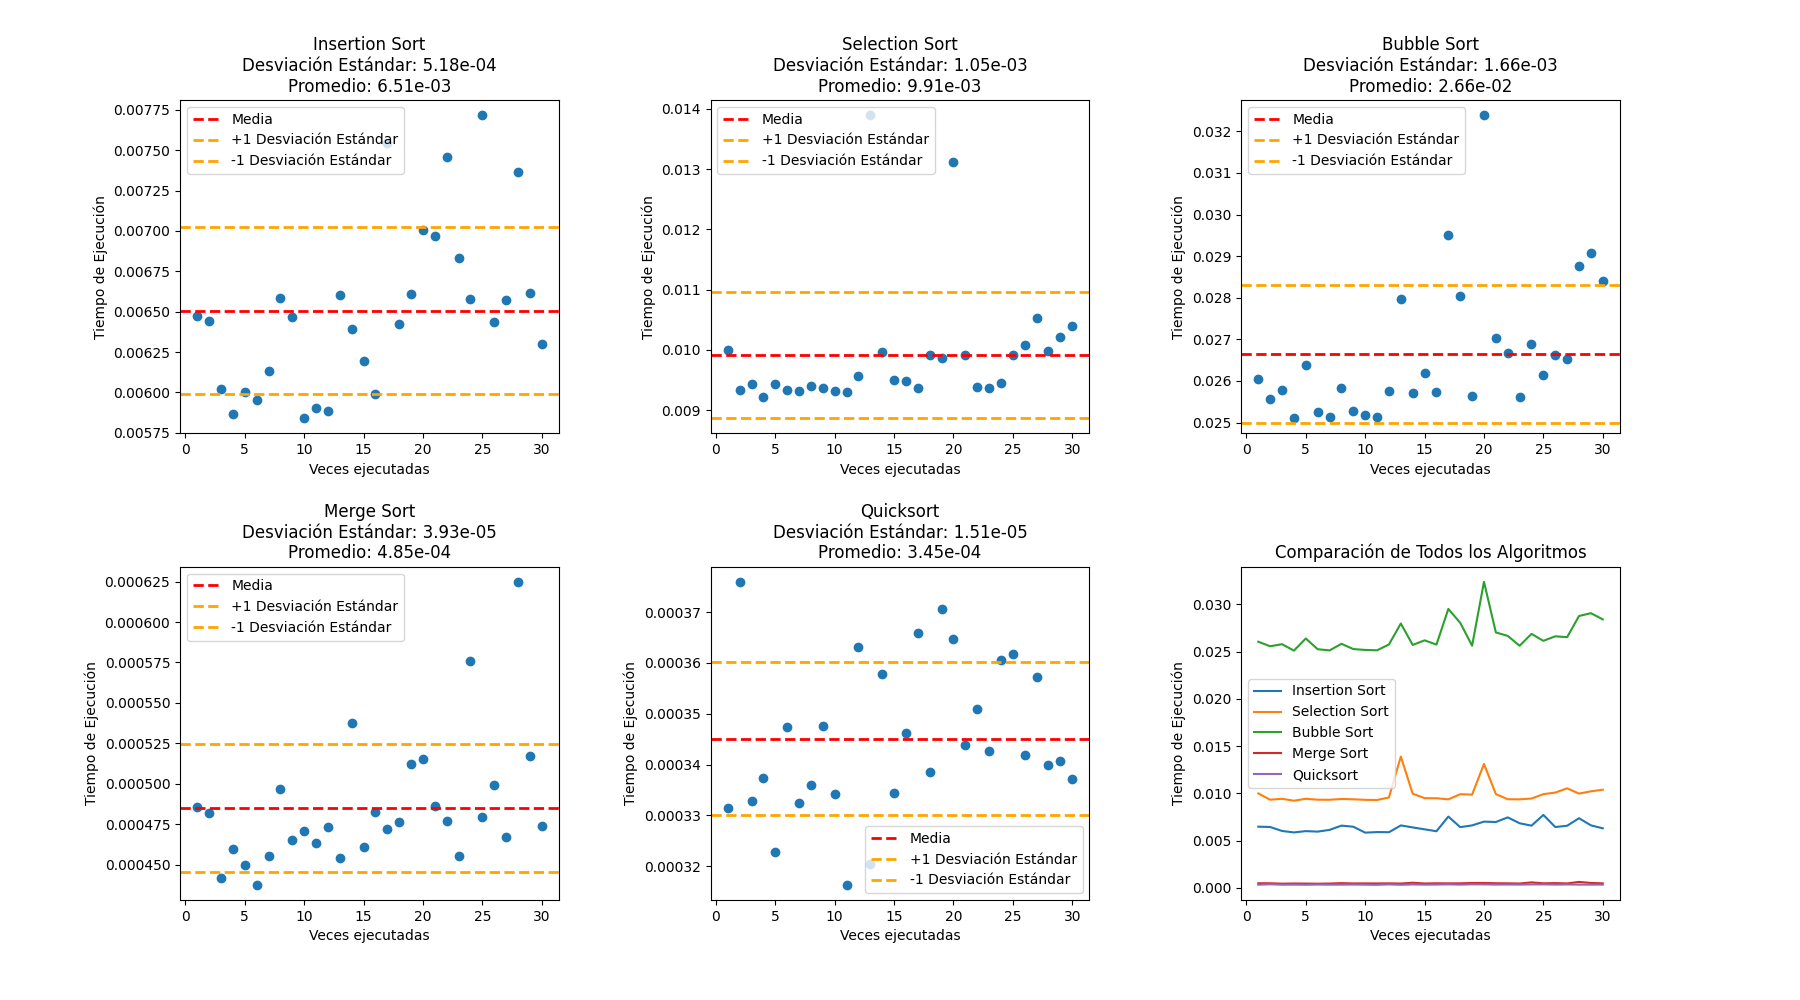 Insertion Sort
Desviación Estándar: 5.18e-04
Promedio: 6.51e-03
0.00775
0.00750
0.00725
0.00700
0.00675
0.00650
0.00625
0.00600
0.00575
Tiempo de Ejecución
Media
+1 Desviación Estándar
-1 Desviación Estándar
0 5 10 15 20 25 30
Veces ejecutadas
Selection Sort
Desviación Estándar: 1.05e-03
Promedio: 9.91e-03
0.014
0.013
0.012
0.011
0.010
0.009
Tiempo de Ejecución
Media
+1 Desviación Estándar
-1 Desviación Estándar
0 5 10 15 20 25 30
Veces ejecutadas
Bubble Sort
Desviación Estándar: 1.66e-03
Promedio: 2.66e-02
0.032
0.031
0.030
0.029
0.028
0.027
0.026
0.025
Tiempo de Ejecución
Media
+1 Desviación Estándar
-1 Desviación Estándar
0 5 10 15 20 25 30
Veces ejecutadas
Merge Sort
Desviación Estándar: 3.93e-05
Promedio: 4.85e-04
0.000625
0.000600
0.000575
0.000550
0.000525
0.000500
0.000475
0.000450
Tiempo de Ejecución
Media
+1 Desviación Estándar
-1 Desviación Estándar
0 5 10 15 20 25 30
Veces ejecutadas
Quicksort
Desviación Estándar: 1.51e-05
Promedio: 3.45e-04
0.00037
0.00036
0.00035
0.00034
0.00033
0.00032
Tiempo de Ejecución
Media
+1 Desviación Estándar
-1 Desviación Estándar
0 5 10 15 20 25 30
Veces ejecutadas
Comparación de Todos los Algoritmos
0.030
0.025
0.020
0.015
0.010
0.005
0.000
Tiempo de Ejecución
Insertion Sort
Selection Sort
Bubble Sort
Merge Sort
Quicksort
0 5 10 15 20 25 30
Veces ejecutadas